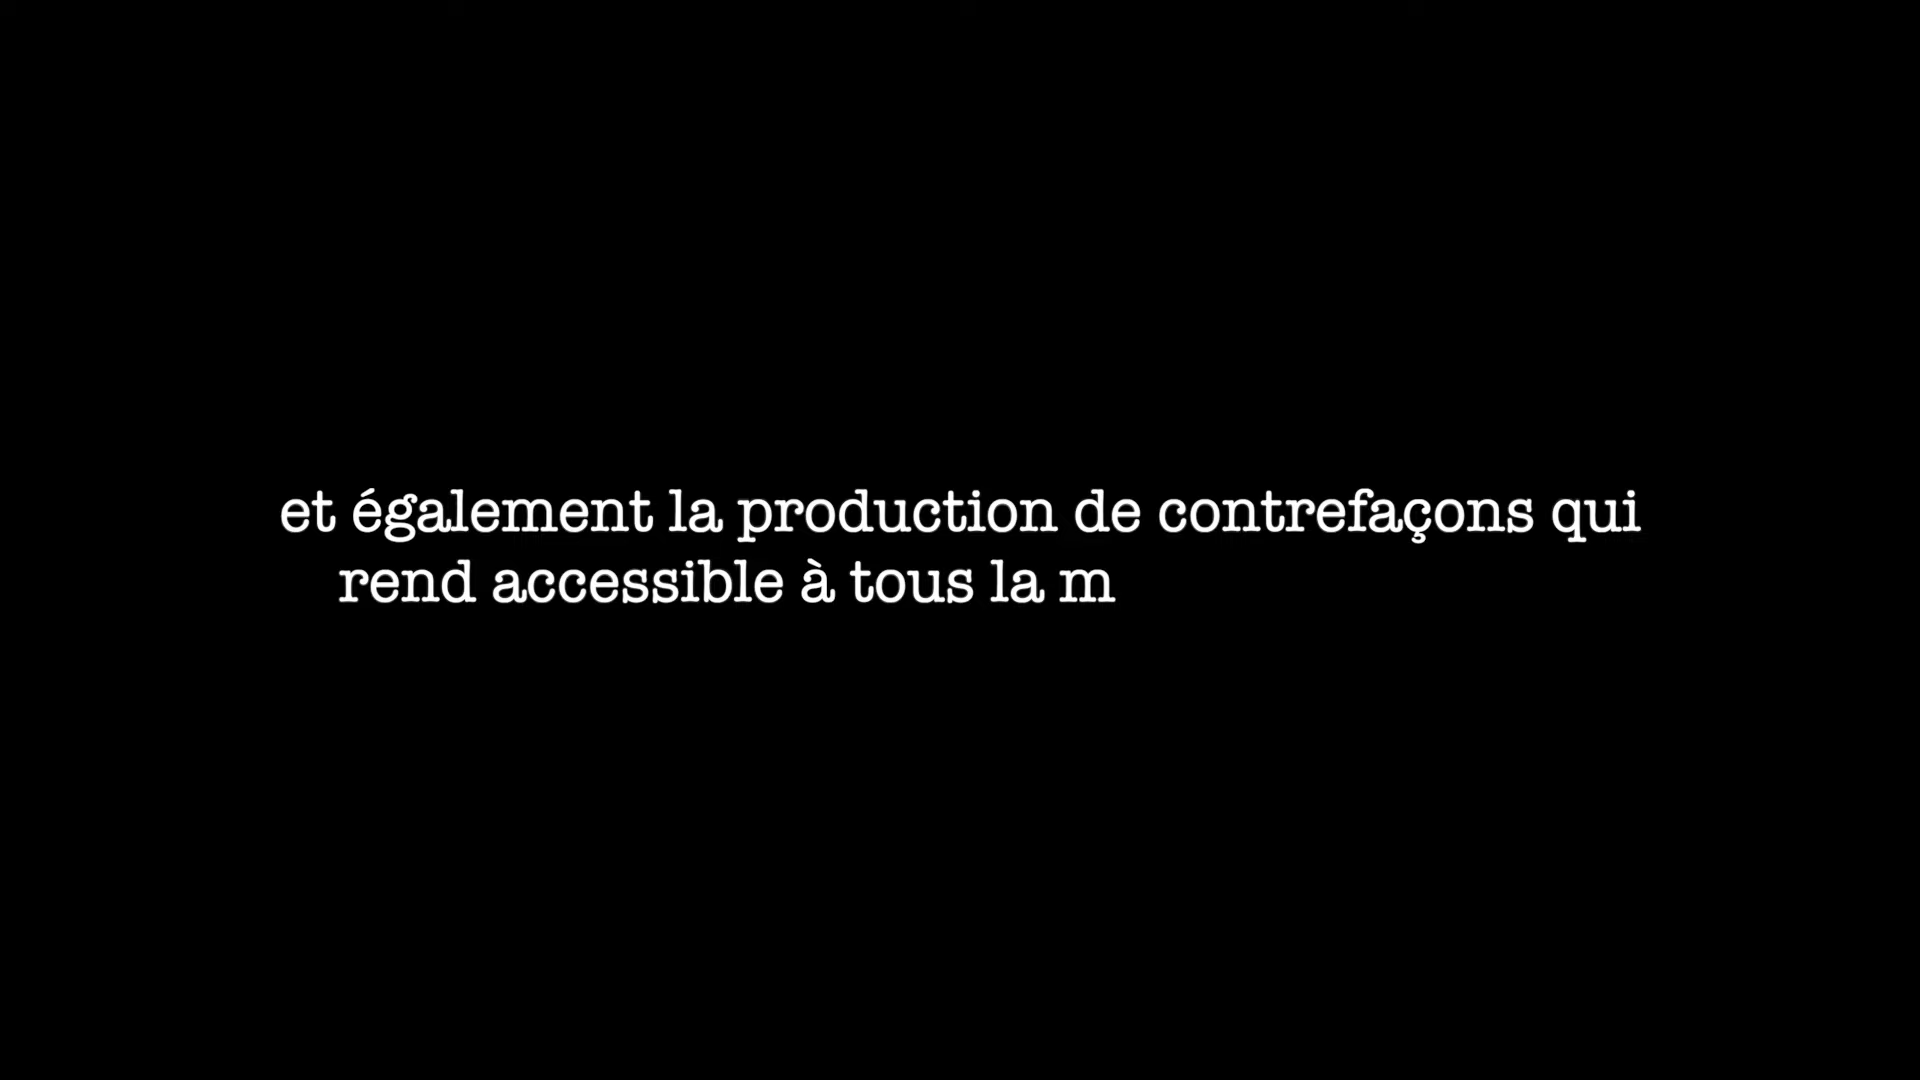 et également la production de contrefaçons qui
rend accessible à tous la m